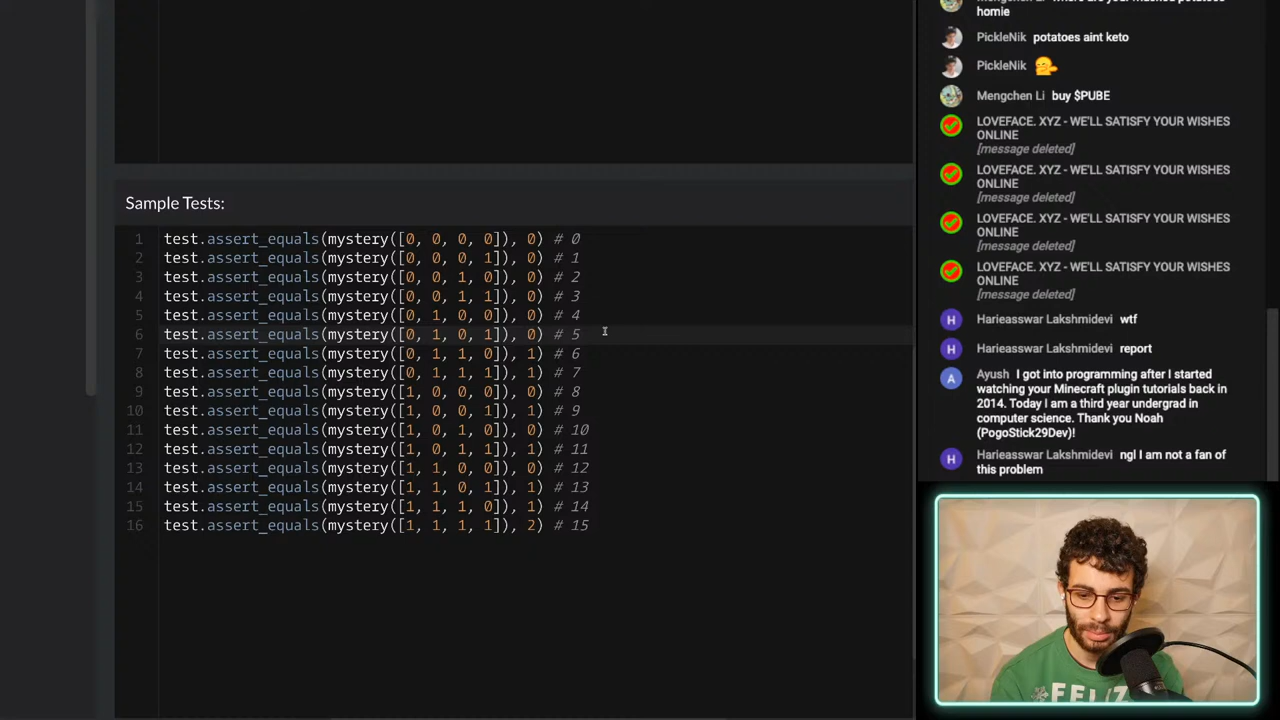 Sample Tests:
1 test.assert_equals(mystery([0, 0, 0, 0]), 0) # 0
2 test.assert_equals(mystery([0, 0, 0, 1]), 0) # 1
3 test.assert_equals(mystery([0, 0, 1, 0]), 0) # 2
4 test.assert_equals(mystery([0, 0, 1, 1]), 0) # 3
5 test.assert_equals(mystery([0, 1, 0, 0]), 0) # 4
6 test.assert_equals(mystery([0, 1, 0, 1]), 0) # 5
7 test.assert_equals(mystery([0, 1, 1, 0]), 1) # 6
8 test.assert_equals(mystery([0, 1, 1, 1]), 1) # 7
9 test.assert_equals(mystery([1, 0, 0, 0]), 0) # 8
10 test.assert_equals(mystery([1, 0, 0, 1]), 1) # 9
11 test.assert_equals(mystery([1, 0, 1, 0]), 0) # 10
12 test.assert_equals(mystery([1, 0, 1, 1]), 1) # 11
13 test.assert_equals(mystery([1, 1, 0, 0]), 0) # 12
14 test.assert_equals(mystery([1, 1, 0, 1]), 1) # 13
15 test.assert_equals(mystery([1, 1, 1, 0]), 1) # 14
16 test.assert_equals(mystery([1, 1, 1, 1]), 2) # 15
homie
PickleNik potatoes aint keto
PickleNik
Mengchen Li buy $PUBE
LOVEFACE. XYZ - WE'LL SATISFY YOUR WISHES
ONLINE
[message deleted]
LOVEFACE. XYZ - WE'LL SATISFY YOUR WISHES
ONLINE
[message deleted]
LOVEFACE. XYZ - WE'LL SATISFY YOUR WISHES
ONLINE
[message deleted]
LOVEFACE. XYZ - WE'LL SATISFY YOUR WISHES
ONLINE
[message deleted]
H Harieasswar Lakshmidevi wtf
H Harieasswar Lakshmidevi report
A Ayush I got into programming after I started
watching your Minecraft plugin tutorials back in
2014. Today I am a third year undergrad in
computer science. Thank you Noah
(PogoStick29Dev)!
H Harieasswar Lakshmidevi ngl I am not a fan of
this problem
FELIZ